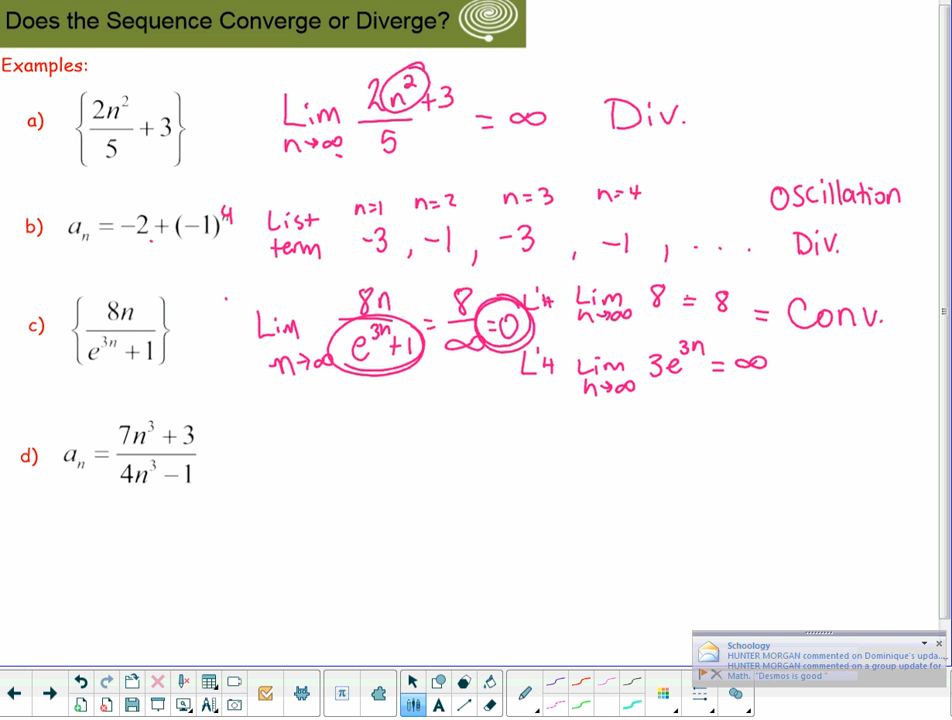 Does the Sequence Converge or Diverge?
Examples:
a) {2n²/5 + 3} Lim n→∞ 2n²+3/5 = ∞ Div.
n=1 n=2 n=3 n=4 Oscillation
b) aₙ = −2 + (−1)⁴ List term -3, -1, -3, -1, ... Div.
c) {8n/(e³ⁿ + 1)} Lim n→∞ 8n/(e³ⁿ+1) = 8/∞ = 0 L'H Lim n→∞ 8 = 8 = Conv.
L'H Lim n→∞ 3e³ⁿ = ∞
d) aₙ = (7n³ + 3)/(4n³ − 1)
Schoology
HUNTER MORGAN commented on Dominique's upda...
HUNTER MORGAN commented on a group update for
Math. "Desmos is good "